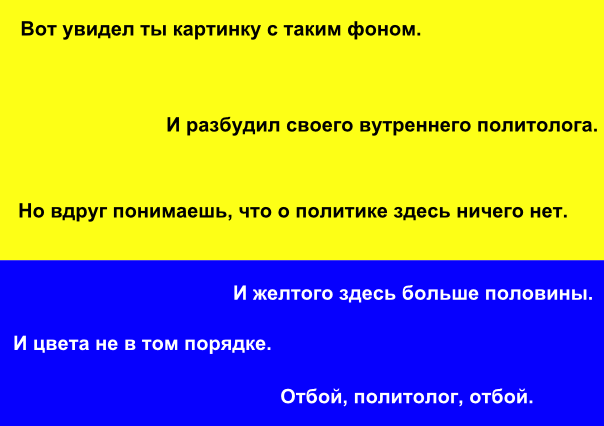 Вот увидел ты картинку с таким фоном.
И разбудил своего вутреннего политолога.
Но вдруг понимаешь, что о политике здесь ничего нет.
И желтого здесь больше половины.
И цвета не в том порядке.
Отбой, политолог, отбой.